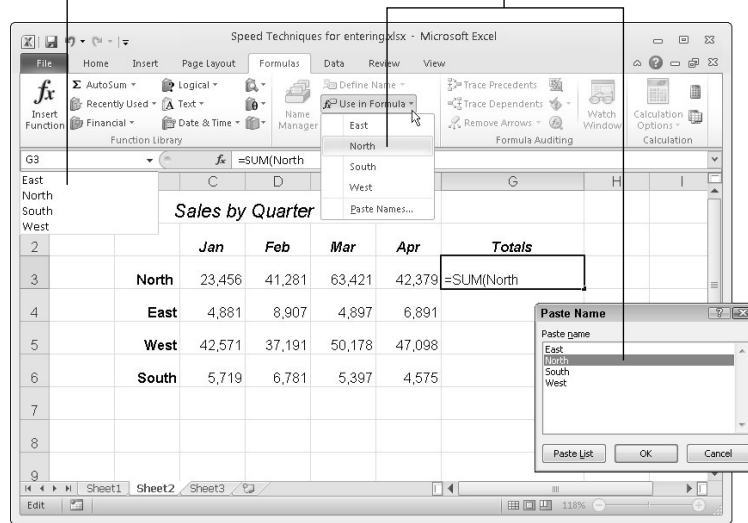 Speed Techniques for entering.xlsx - Microsoft Excel
File Home Insert Page Layout Formulas Data Review View
fx
Insert Function
Σ AutoSum
Recently Used
Financial
Logical
Text
Date & Time
Function Library
Name Manager
Define Name
Use in Formula
East
North
South
West
Paste Names...
Trace Precedents
Trace Dependents
Remove Arrows
Formula Auditing
Watch Window
Calculation Options
Calculation
G3 fx =SUM(North
East
North
South
West
C D G H I
Sales by Quarter
2 Jan Feb Mar Apr Totals
3 North 23,456 41,281 63,421 42,379 =SUM(North
4 East 4,881 8,907 4,897 6,891
5 West 42,571 37,191 50,178 47,098
6 South 5,719 6,781 5,397 4,575
7
8
9
Paste Name
Paste name
East
North
South
West
Paste List OK Cancel
Sheet1 Sheet2 Sheet3
Edit 118%